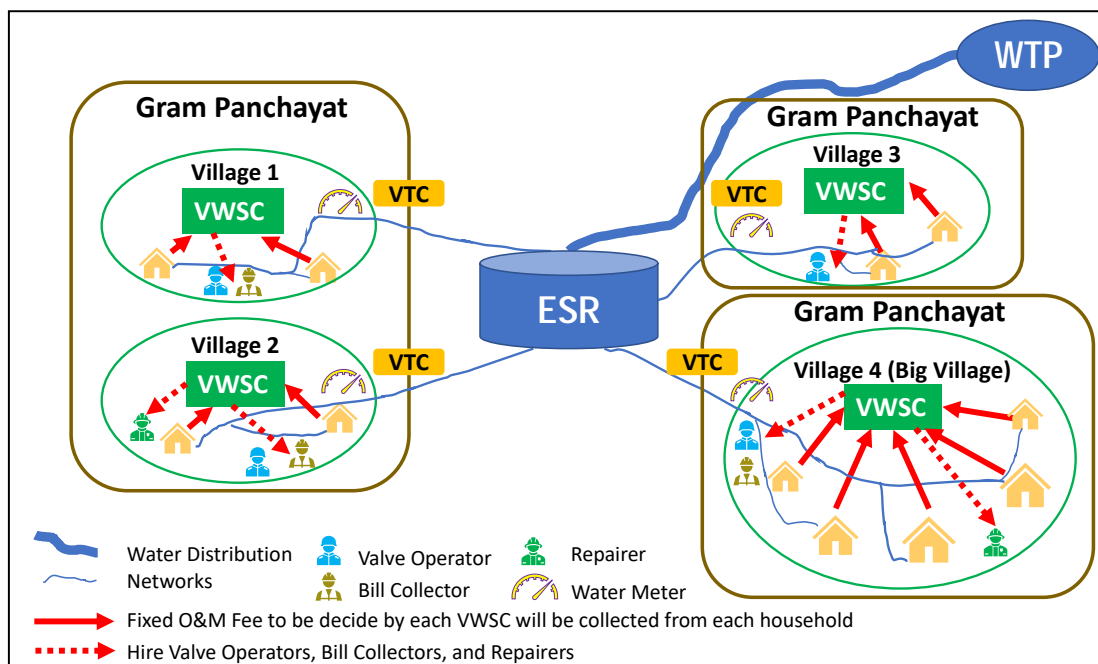 WTP
Gram Panchayat
Village 1
VWSC
VTC
Village 2
VWSC
VTC
ESR
Gram Panchayat
Village 3
VTC
VWSC
Gram Panchayat
VTC
Village 4 (Big Village)
VWSC
Water Distribution
Networks
Valve Operator
Repairer
Bill Collector
Water Meter
Fixed O&M Fee to be decide by each VWSC will be collected from each household
Hire Valve Operators, Bill Collectors, and Repairers